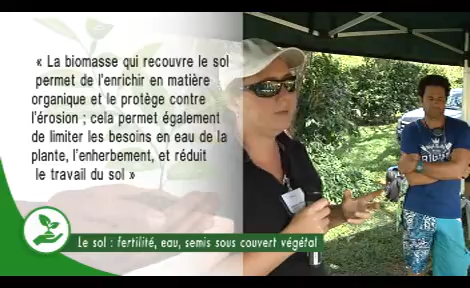 « La biomasse qui recouvre le sol
permet de l'enrichir en matière
organique et le protège contre
l'érosion ; cela permet également
de limiter les besoins en eau de la
plante, l'enherbement, et réduit
le travail du sol »
Le sol : fertilité, eau, semis sous couvert végétal